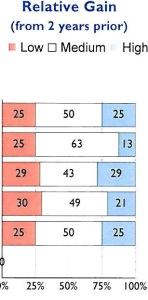 Relative Gain
(from 2 years prior)
Low Medium High
25 50 25
25 63 13
29 43 29
30 49 21
25 50 25
0
0% 25% 50% 75% 100%